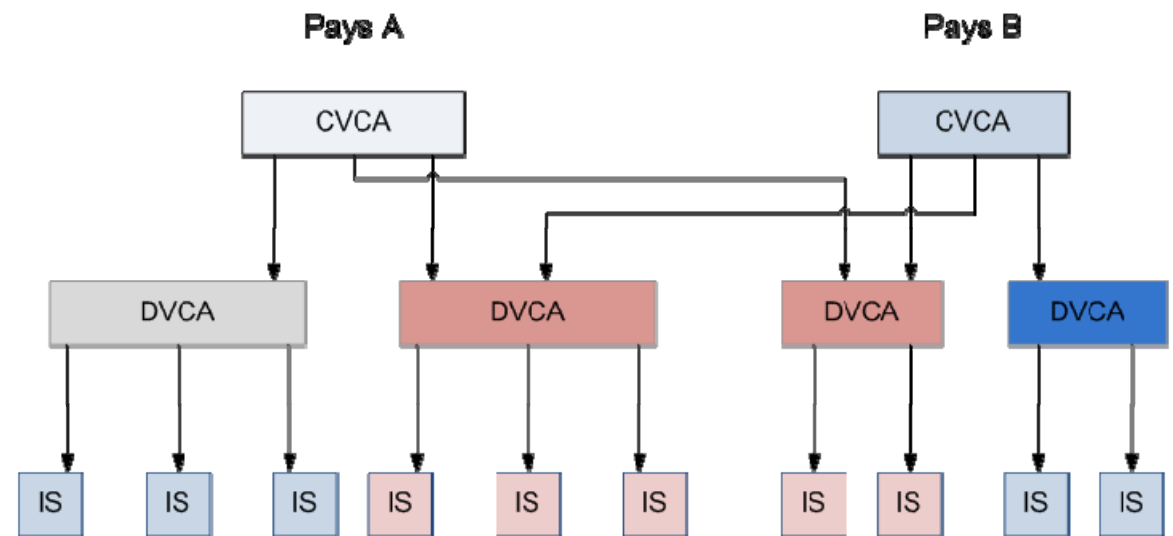 Pays A Pays B
CVCA CVCA
DVCA DVCA DVCA DVCA
IS IS IS IS IS IS IS IS IS IS